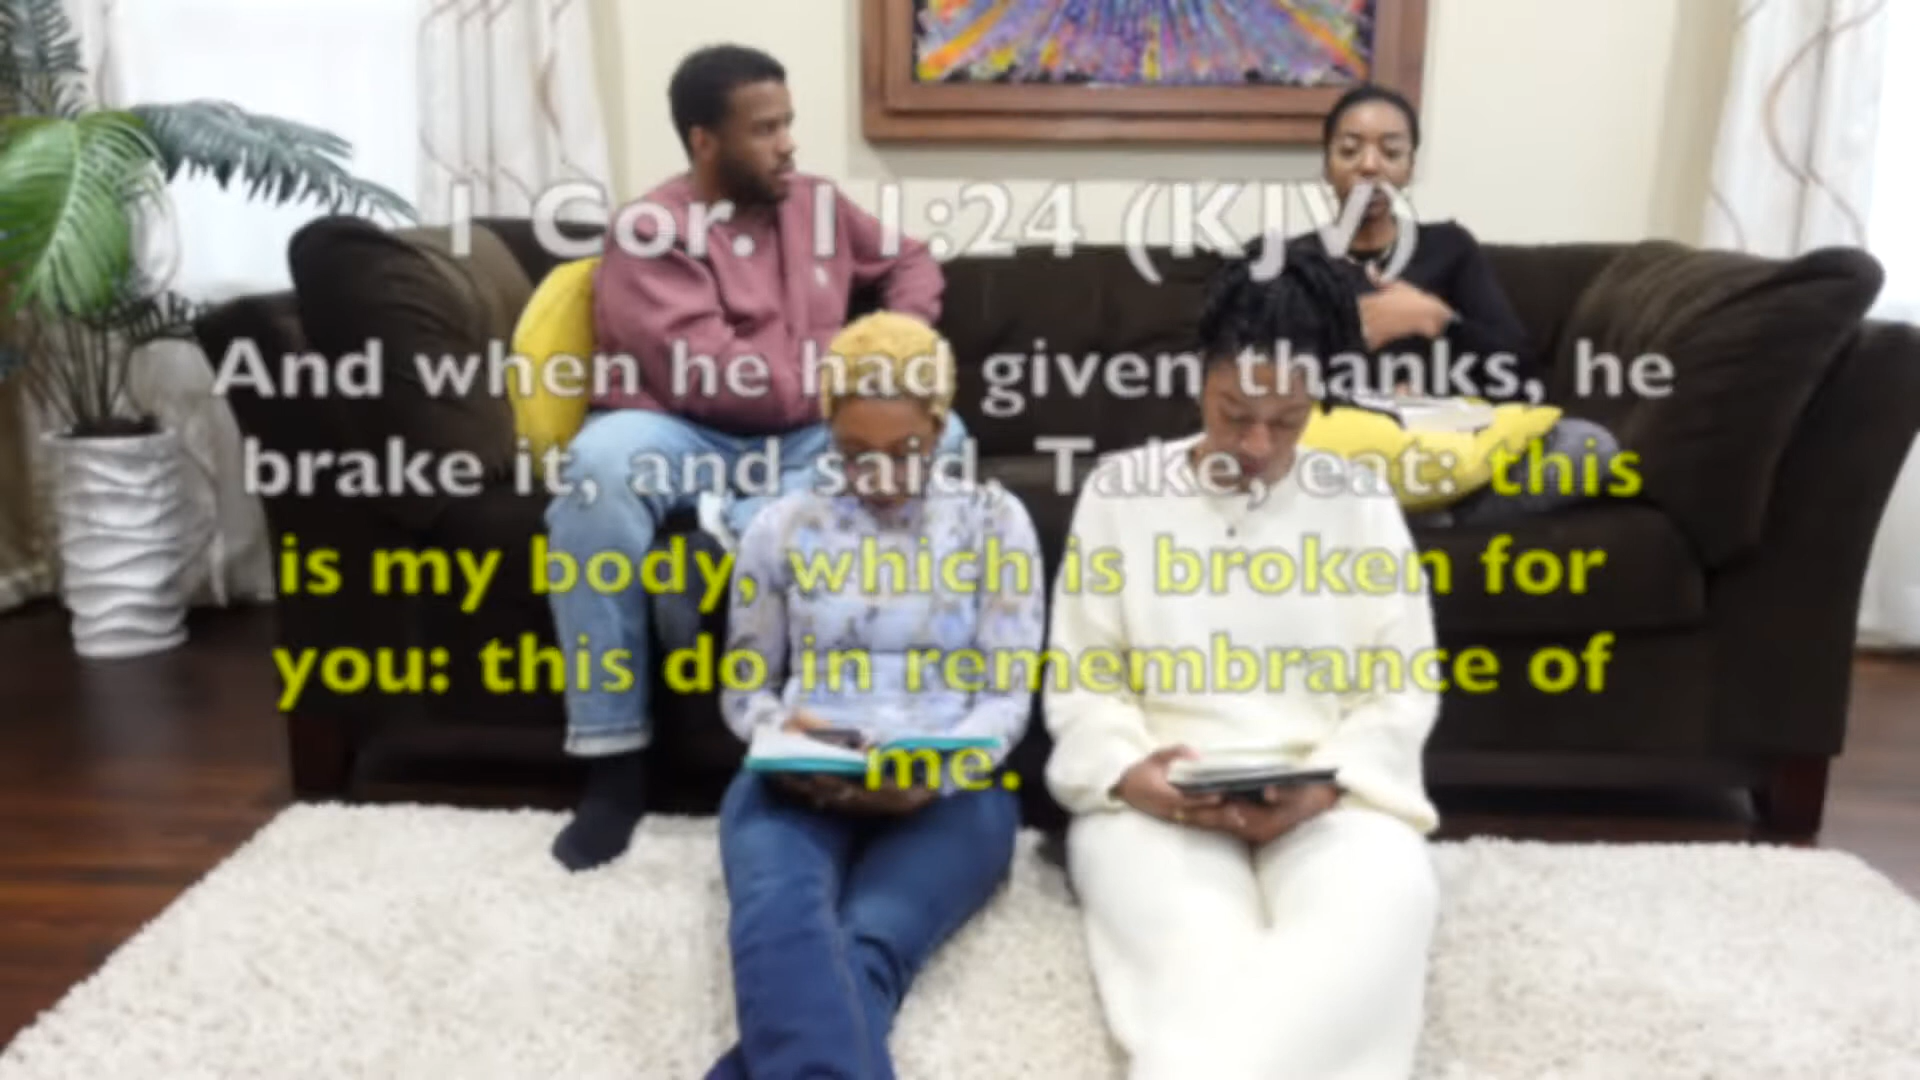 1 Cor. 11:24 (KJV)
And when he had given thanks, he
brake it, and said, Take, eat: this
is my body, which is broken for
you: this do in remembrance of
me.